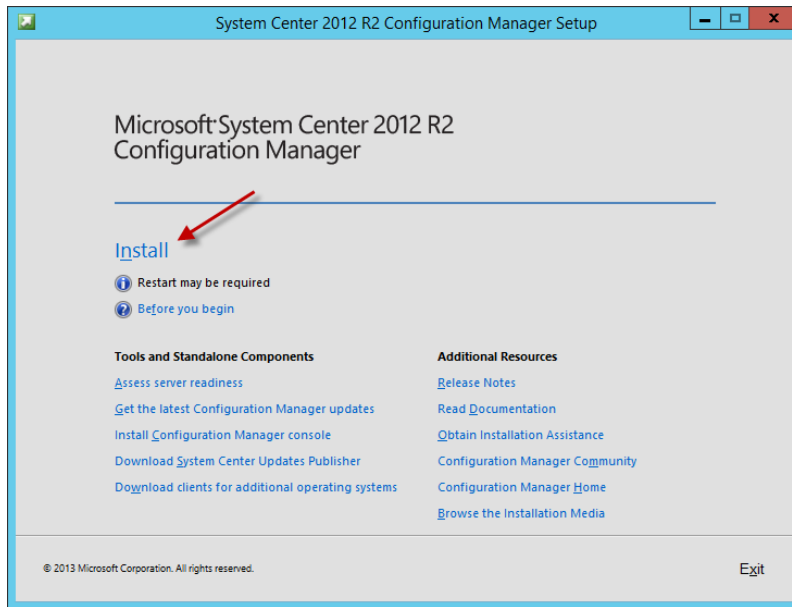 System Center 2012 R2 Configuration Manager Setup
Microsoft System Center 2012 R2
Configuration Manager
Install
Restart may be required
Before you begin
Tools and Standalone Components
Assess server readiness
Get the latest Configuration Manager updates
Install Configuration Manager console
Download System Center Updates Publisher
Download clients for additional operating systems
Additional Resources
Release Notes
Read Documentation
Obtain Installation Assistance
Configuration Manager Community
Configuration Manager Home
Browse the Installation Media
© 2013 Microsoft Corporation. All rights reserved.
Exit